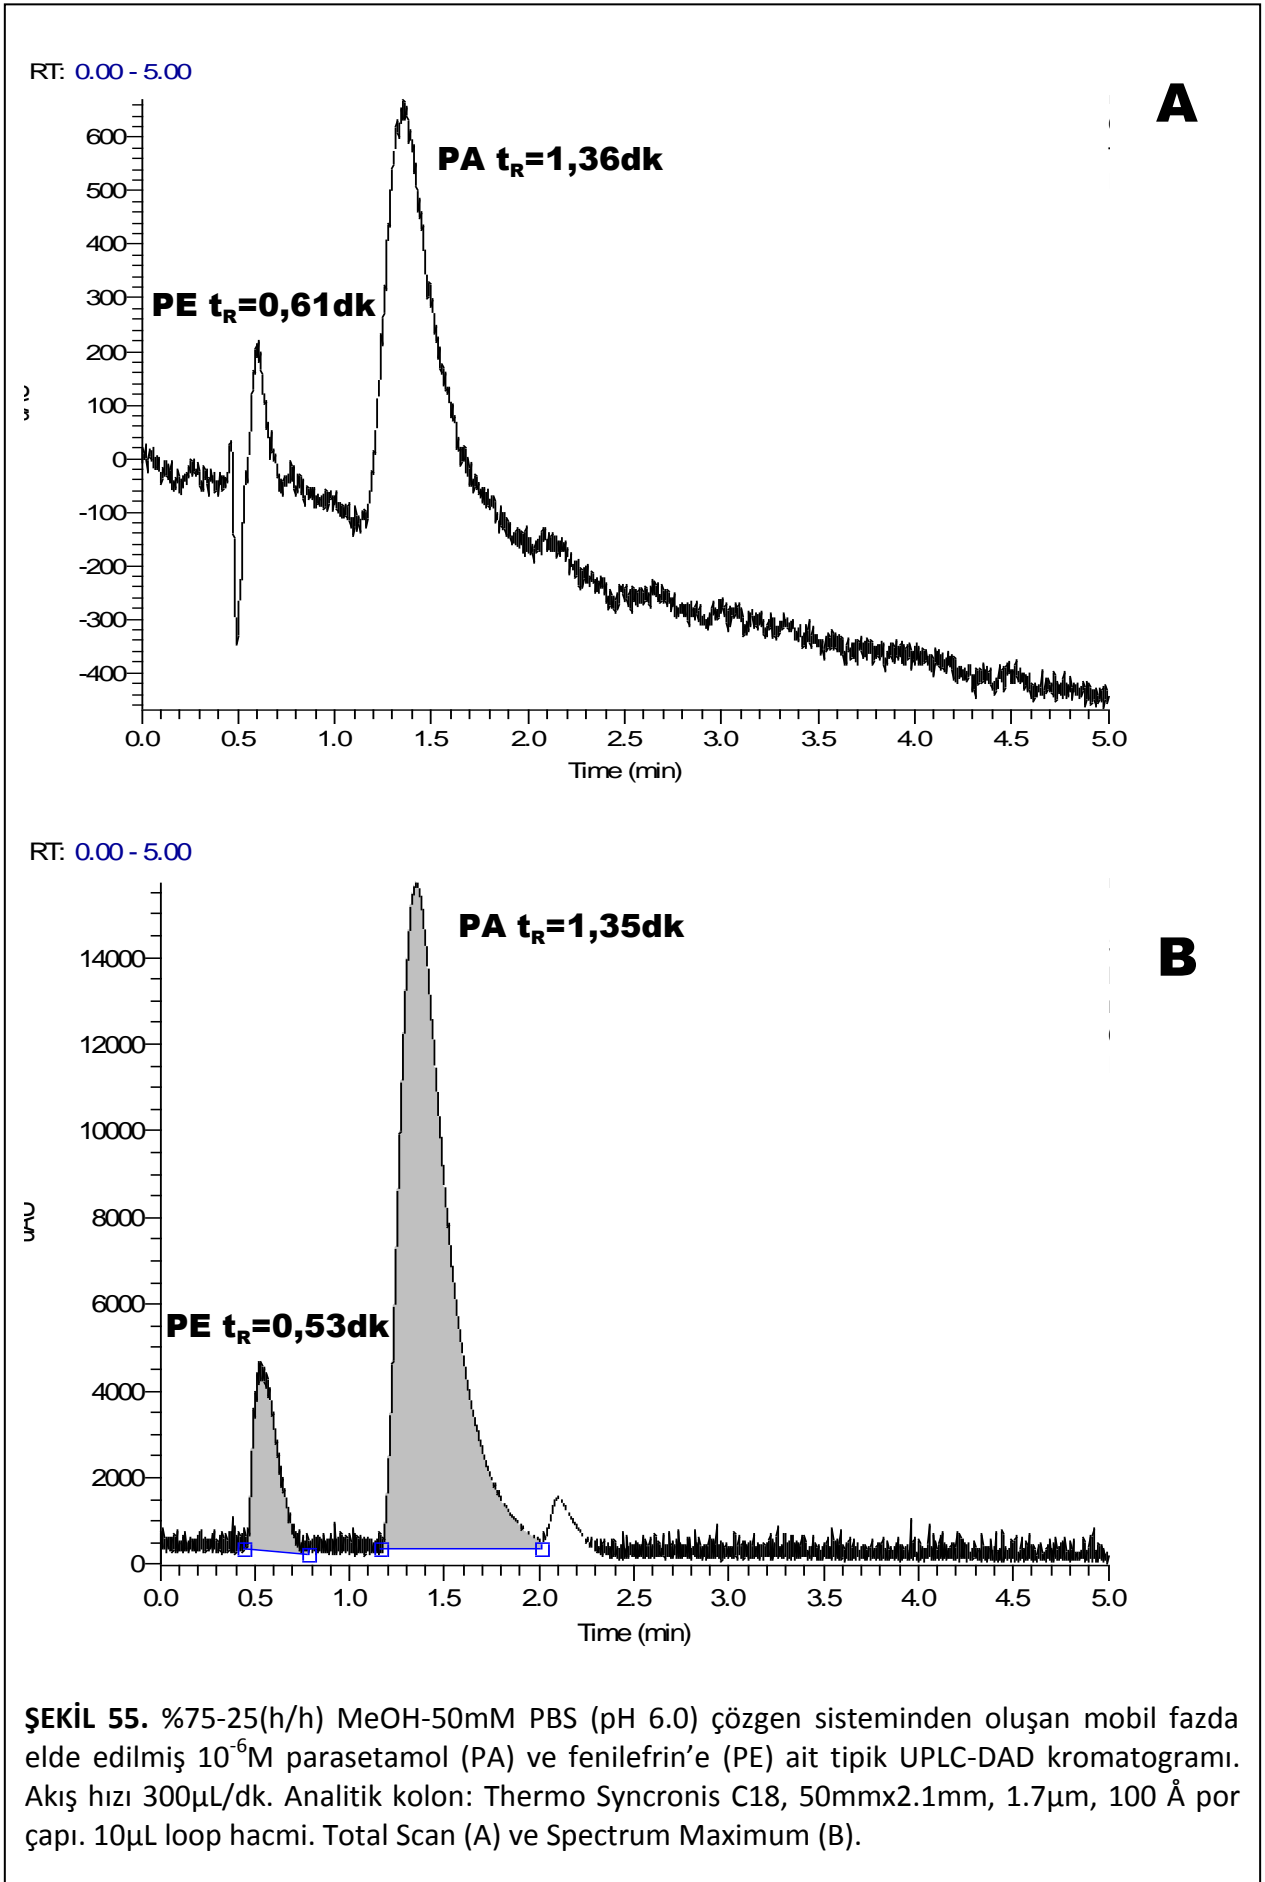 RT: 0.00 - 5.00
A
PA tR=1,36dk
PE tR=0,61dk
600
500
400
300
200
100
0
-100
-200
-300
-400
0.0 0.5 1.0 1.5 2.0 2.5 3.0 3.5 4.0 4.5 5.0
Time (min)
RT: 0.00 - 5.00
B
PA tR=1,35dk
PE tR=0,53dk
14000
12000
10000
8000
uAU
6000
4000
2000
0
0.0 0.5 1.0 1.5 2.0 2.5 3.0 3.5 4.0 4.5 5.0
Time (min)
ŞEKİL 55. %75-25(h/h) MeOH-50mM PBS (pH 6.0) çözgen sisteminden oluşan mobil fazda
elde edilmiş 10⁻⁶M parasetamol (PA) ve fenilefrin'e (PE) ait tipik UPLC-DAD kromatogramı.
Akış hızı 300µL/dk. Analitik kolon: Thermo Syncronis C18, 50mmx2.1mm, 1.7µm, 100 Å por
çapı. 10µL loop hacmi. Total Scan (A) ve Spectrum Maximum (B).